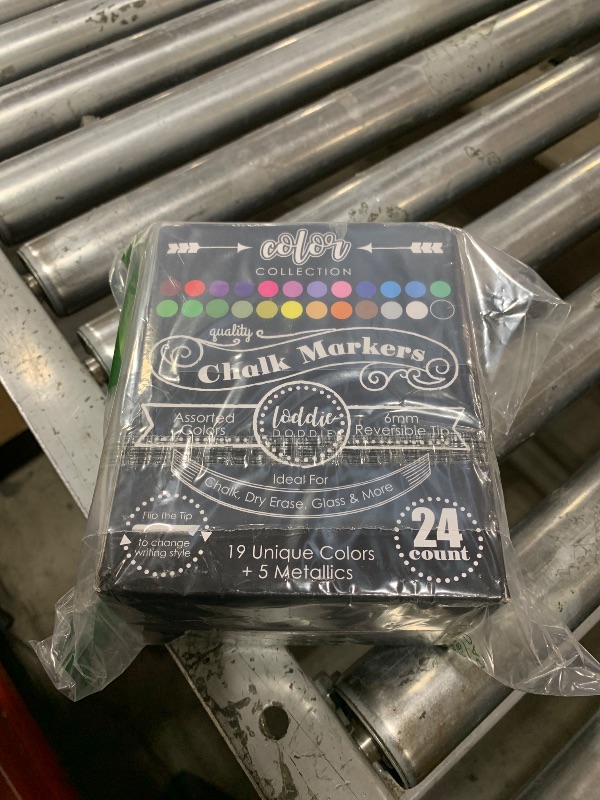 color
COLLECTION
quality
Chalk Markers
Assorted
Colors
loddie
DODDIE
6mm
Reversible Tip
Ideal For
Chalk, Dry Erase, Glass & More
Flip the Tip
to change
writing style
19 Unique Colors
+ 5 Metallics
24
count